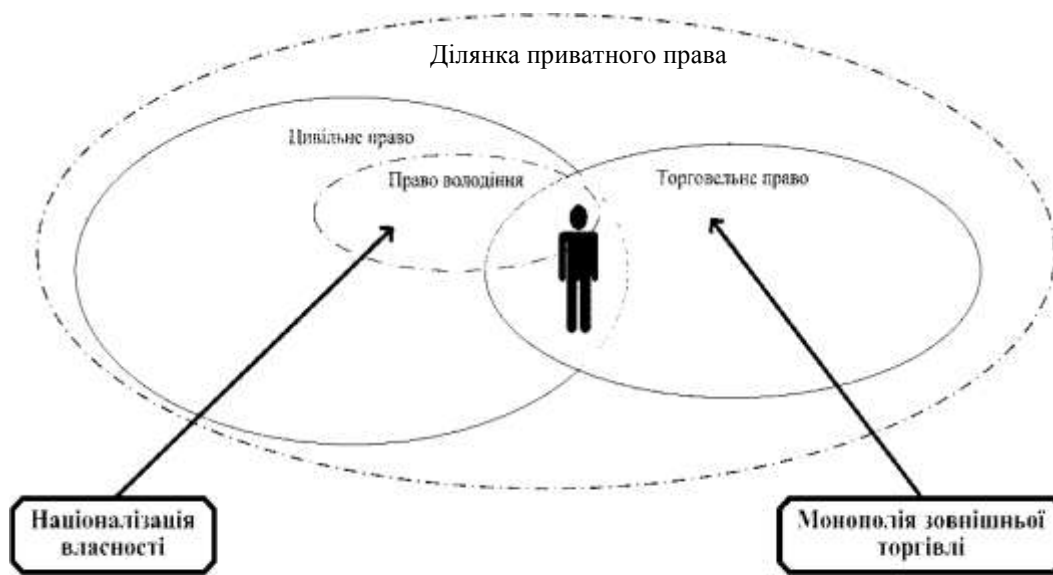 Ділянка приватного права
Цивільне право
Право володіння
Торговельне право
Націоналізація
власності
Монополія зовнішньої
торгівлі